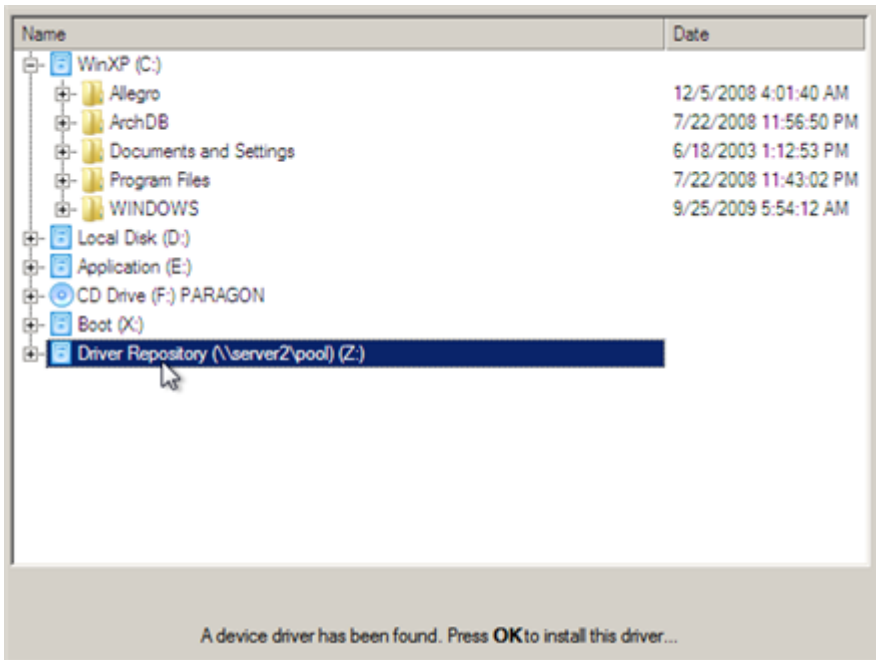 Name Date
WinXP (C:)
Allegro 12/5/2008 4:01:40 AM
ArchDB 7/22/2008 11:56:50 PM
Documents and Settings 6/18/2003 1:12:53 PM
Program Files 7/22/2008 11:43:02 PM
WINDOWS 9/25/2009 5:54:12 AM
Local Disk (D:)
Application (E:)
CD Drive (F:) PARAGON
Boot (X:)
Driver Repository (\\server2\pool) (Z:)
A device driver has been found. Press OK to install this driver...